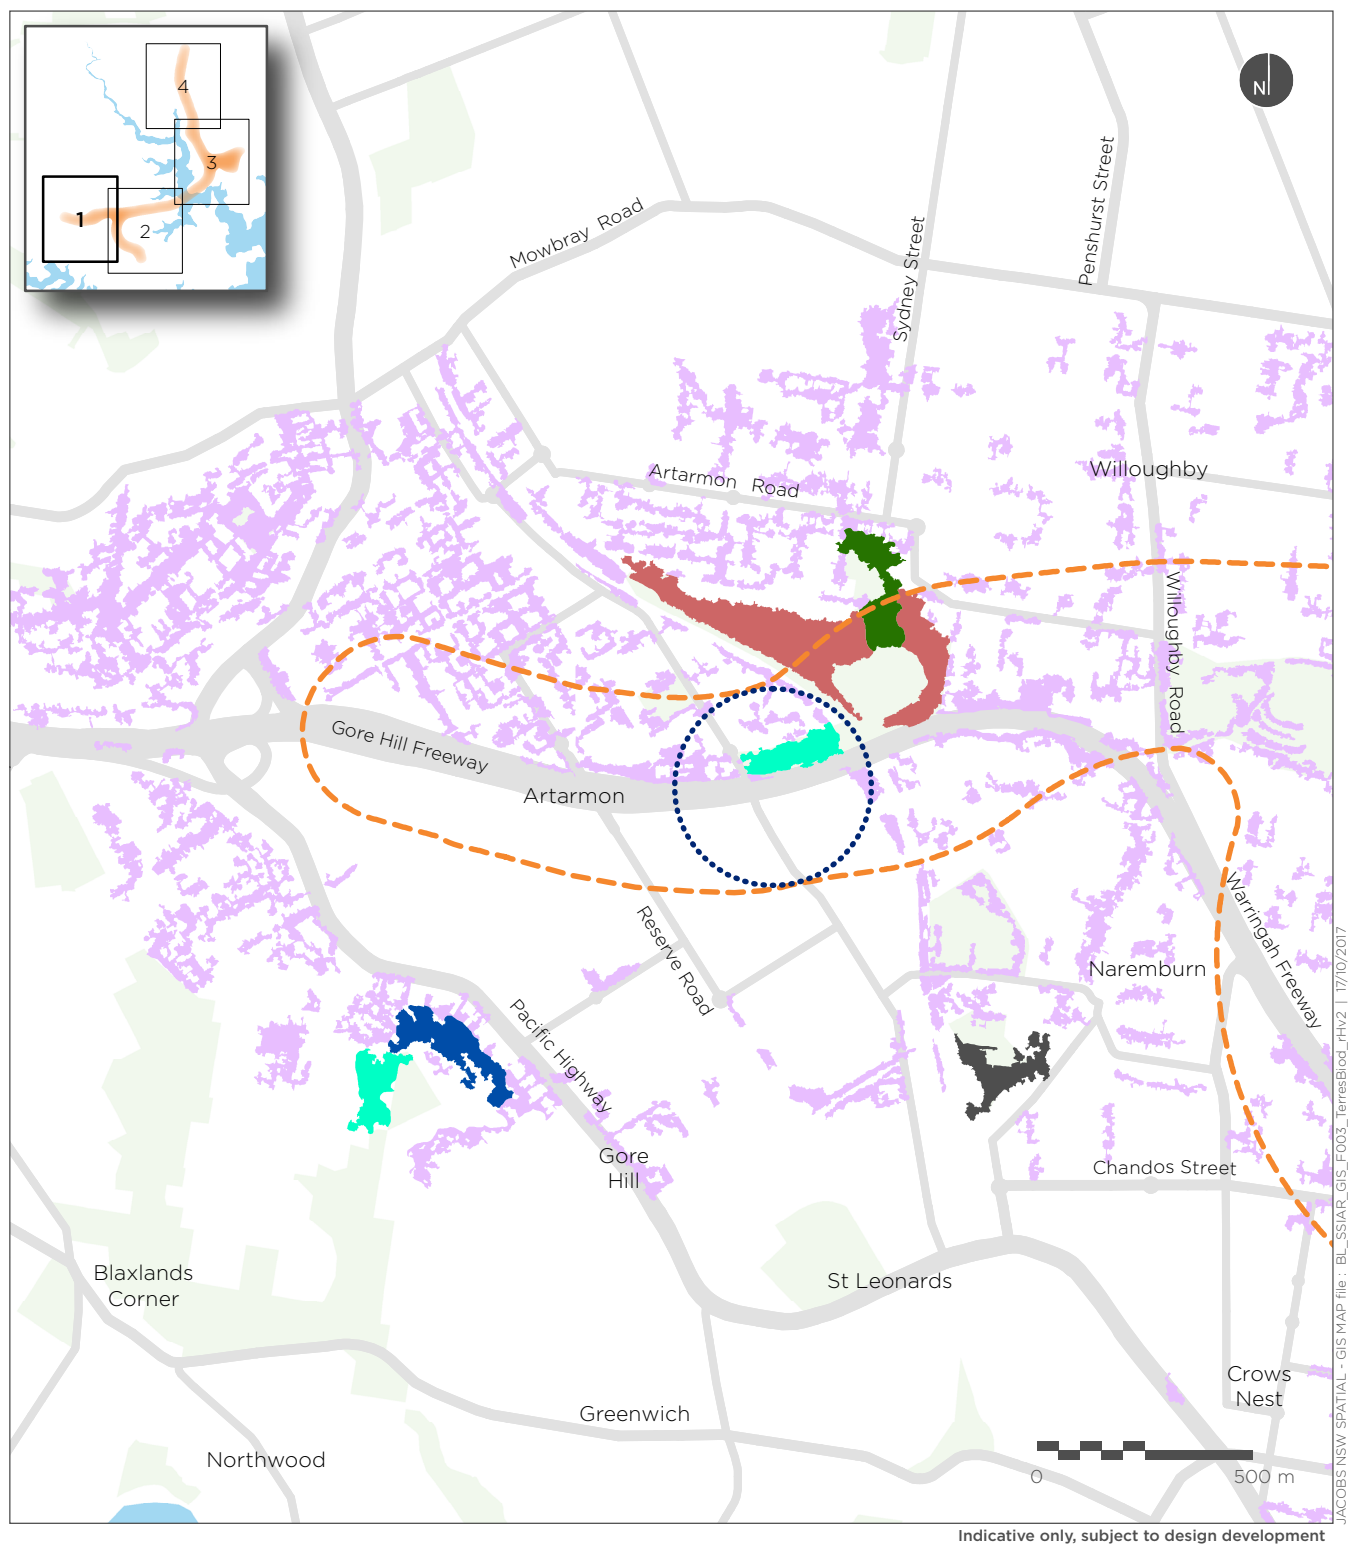 4
3
1
2
N
Mowbray Road
Sydney Street
Penshurst Street
Artarmon Road
Willoughby
Willoughby Road
Gore Hill Freeway
Artarmon
Reserve Road
Warringah Freeway
Naremburn
Pacific Highway
Gore
Hill
Chandos Street
Blaxlands
Corner
St Leonards
Crows
Nest
Greenwich
Northwood
0 500 m
JACOBS NSW SPATIAL - GIS MAP file : BL_SSIAR_GIS_F003_TerresBiod_rHv2 | 17/10/2017
Indicative only, subject to design development